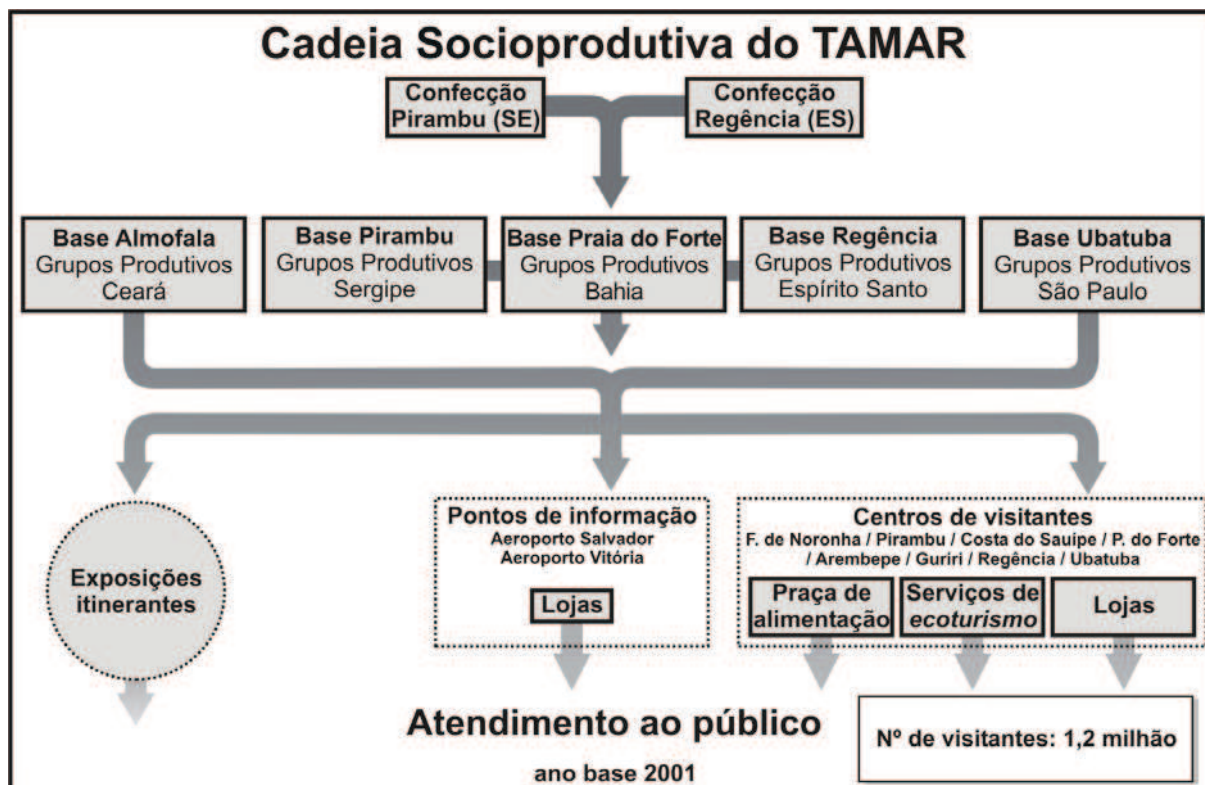 Cadeia Socioprodutiva do TAMAR
Confecção
Pirambu (SE)
Confecção
Regência (ES)
Base Almofala
Grupos Produtivos
Ceará
Base Pirambu
Grupos Produtivos
Sergipe
Base Praia do Forte
Grupos Produtivos
Bahia
Base Regência
Grupos Produtivos
Espírito Santo
Base Ubatuba
Grupos Produtivos
São Paulo
Exposições
itinerantes
Pontos de informação
Aeroporto Salvador
Aeroporto Vitória
Lojas
Centros de visitantes
F. de Noronha / Pirambu / Costa do Sauipe / P. do Forte
/ Arembepe / Guriri / Regência / Ubatuba
Praça de
alimentação
Serviços de
ecoturismo
Lojas
Atendimento ao público
ano base 2001
Nº de visitantes: 1,2 milhão